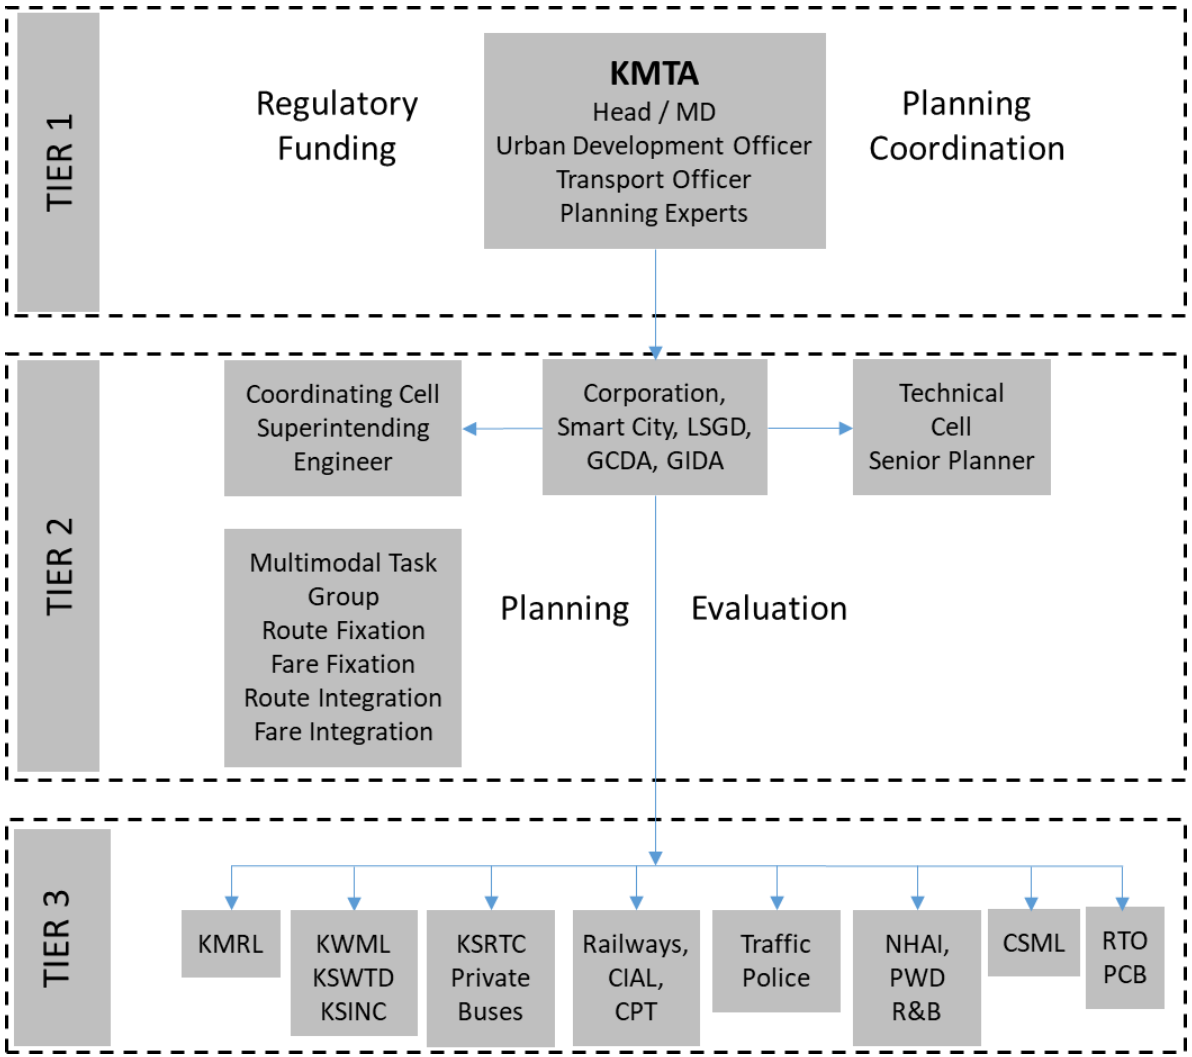 TIER 1
Regulatory
Funding
KMTA
Head / MD
Urban Development Officer
Transport Officer
Planning Experts
Planning
Coordination
TIER 2
Coordinating Cell
Superintending
Engineer
Corporation,
Smart City, LSGD,
GCDA, GIDA
Technical
Cell
Senior Planner
Multimodal Task
Group
Route Fixation
Fare Fixation
Route Integration
Fare Integration
Planning
Evaluation
TIER 3
KMRL
KWML
KSWTD
KSINC
KSRTC
Private
Buses
Railways,
CIAL,
CPT
Traffic
Police
NHAI,
PWD
R&B
CSML
RTO
PCB